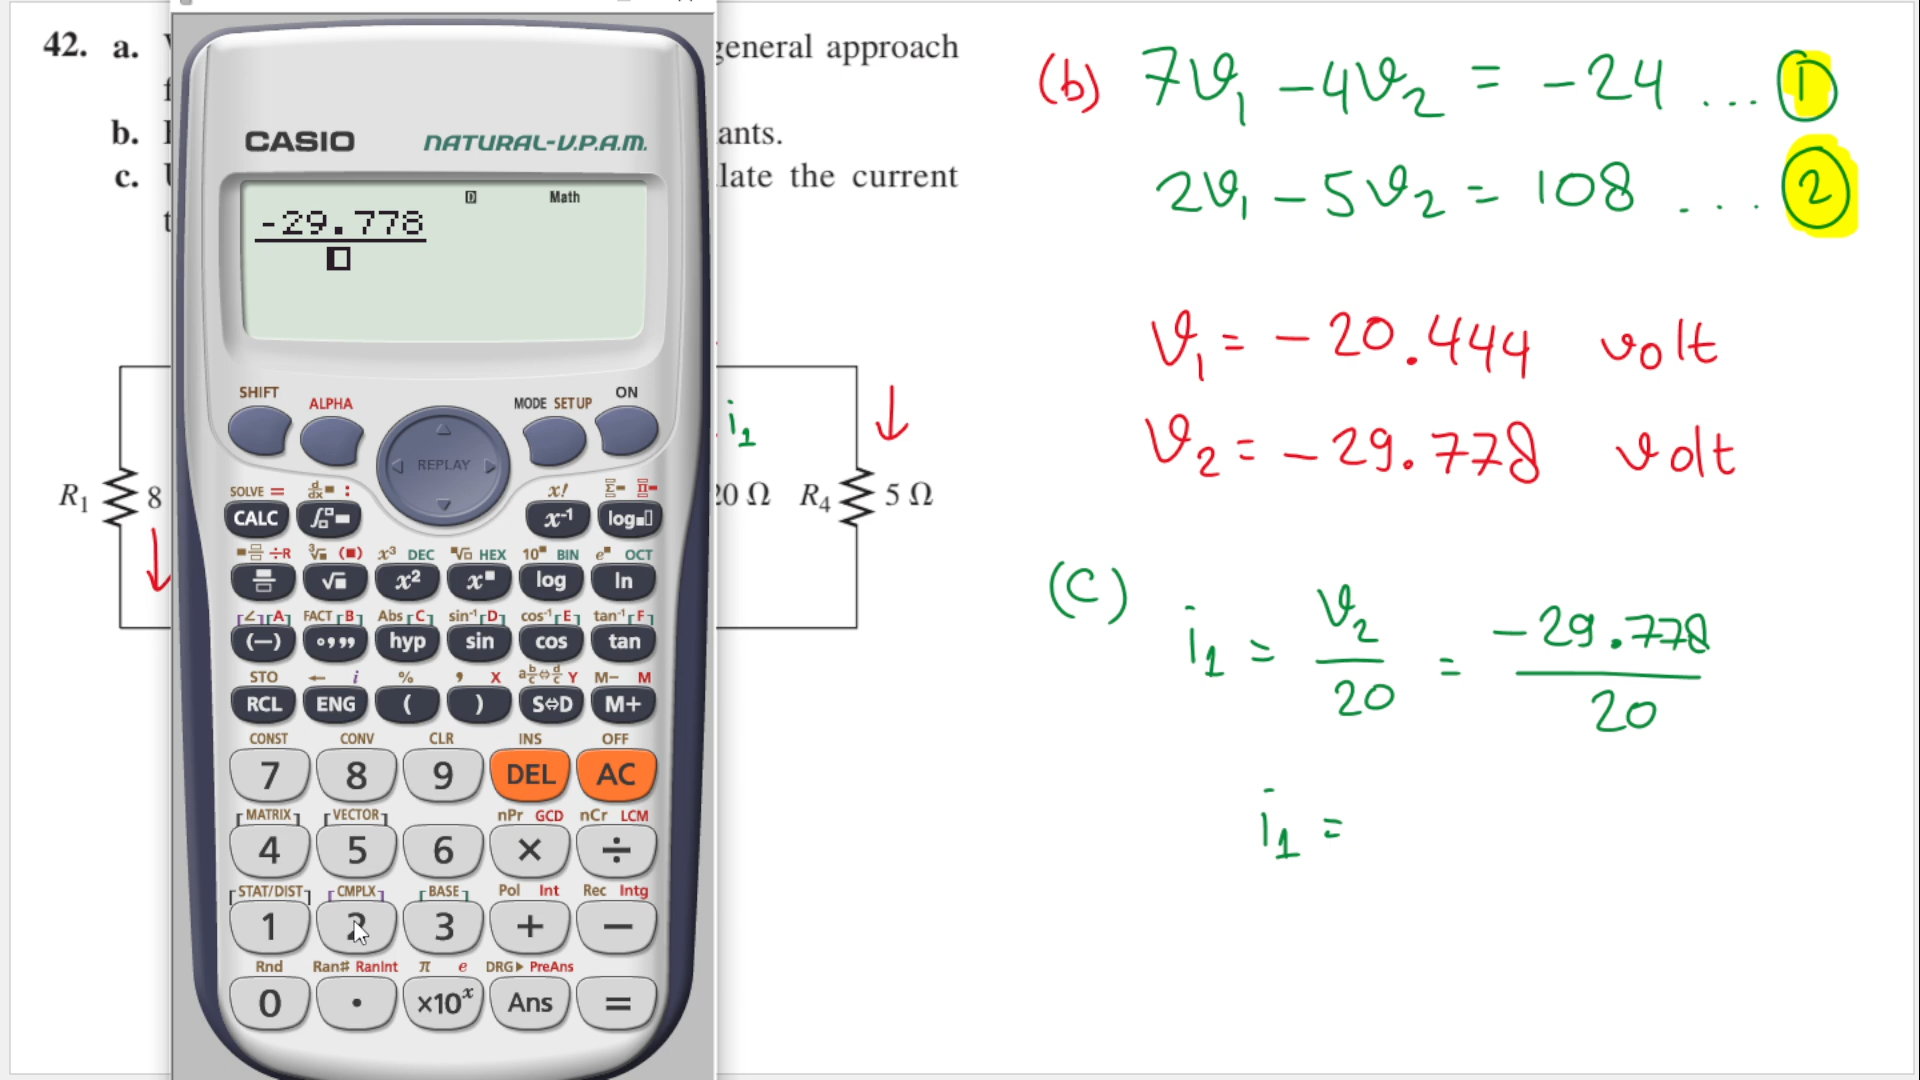 42. a. general approach
b. ants.
c. late the current
(b) 7v₁ − 4v₂ = −24 ... ①
2v₁ − 5v₂ = 108 ... ②
v₁ = −20.444 volt
v₂ = −29.778 volt
(C) i₁ = v₂/20 = −29.778/20
i₁ =
R₁ 8
i₁
20 Ω R₄ 5 Ω
CASIO NATURAL-V.P.A.M.
D Math
-29.778
SHIFT ALPHA MODE SETUP ON
REPLAY
SOLVE = d/dx : x! Σ Π
CALC ∫ x⁻¹ log
÷R ³√ x³ DEC √ HEX 10 BIN e OCT
√ x² x log ln
∠ A FACT B Abs C sin⁻¹ D cos⁻¹ E tan⁻¹ F
(−) °,,, hyp sin cos tan
STO ← i % , X a b/c⇔d/c Y M− M
RCL ENG ( ) S⇔D M+
CONST CONV CLR INS OFF
7 8 9 DEL AC
MATRIX VECTOR nPr GCD nCr LCM
4 5 6 × ÷
STAT/DIST CMPLX BASE Pol Int Rec Intg
1 2 3 + −
Rnd Ran# RanInt π e DRG▶ PreAns
0 . ×10ˣ Ans =